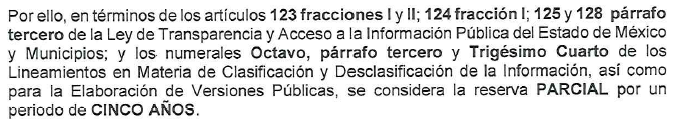 Por ello, en términos de los artículos 123 fracciones I y II; 124 fracción I; 125 y 128 párrafo
tercero de la Ley de Transparencia y Acceso a la Información Pública del Estado de México
y Municipios; y los numerales Octavo, párrafo tercero y Trigésimo Cuarto de los
Lineamientos en Materia de Clasificación y Desclasificación de la Información, así como
para la Elaboración de Versiones Públicas, se considera la reserva PARCIAL por un
periodo de CINCO AÑOS.